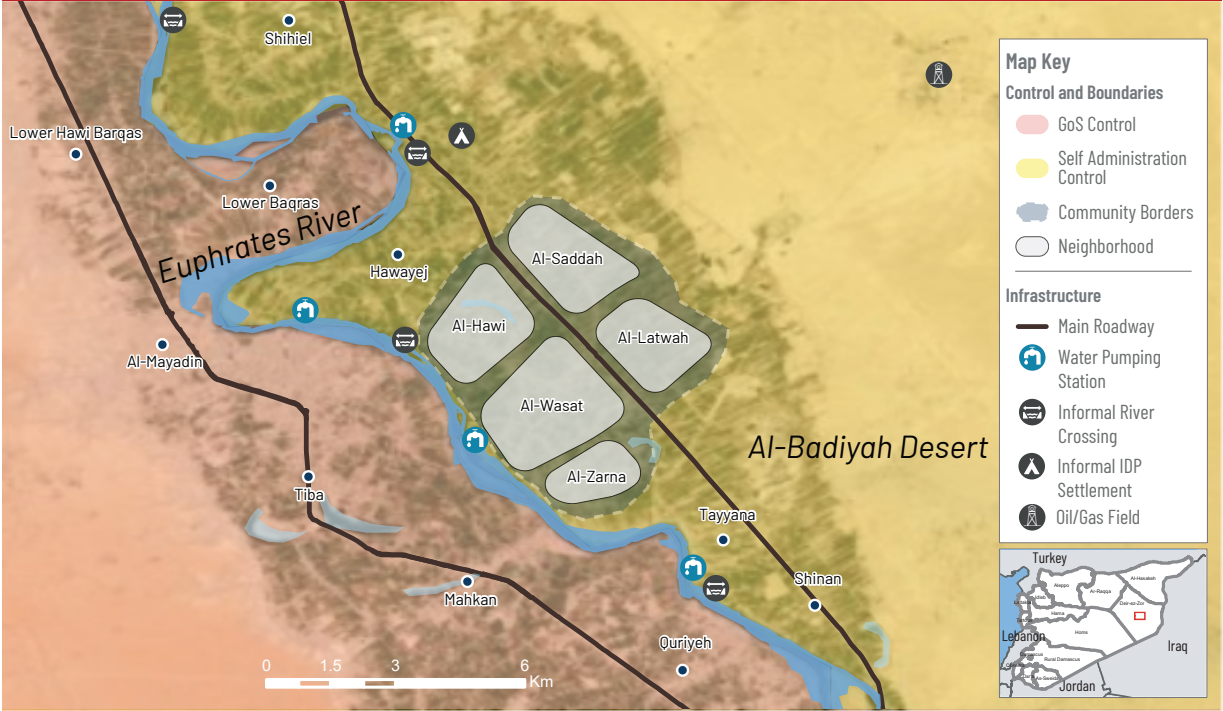 Shihiel
Lower Hawi Barqas
Lower Baqras
Euphrates River
Hawayej
Al-Saddah
Al-Hawi
Al-Latwah
Al-Mayadin
Al-Wasat
Al-Badiyah Desert
Al-Zarna
Tiba
Tayyana
Shinan
Mahkan
Quriyeh
0 1.5 3 6
Km
Map Key
Control and Boundaries
GoS Control
Self Administration
Control
Community Borders
Neighborhood
Infrastructure
Main Roadway
Water Pumping
Station
Informal River
Crossing
Informal IDP
Settlement
Oil/Gas Field
Turkey
Aleppo
Al-Hasakeh
Ar-Raqqa
Idleb
Deir-ez-Zor
Hama
Homs
Lebanon
Iraq
Rural Damascus
Jordan